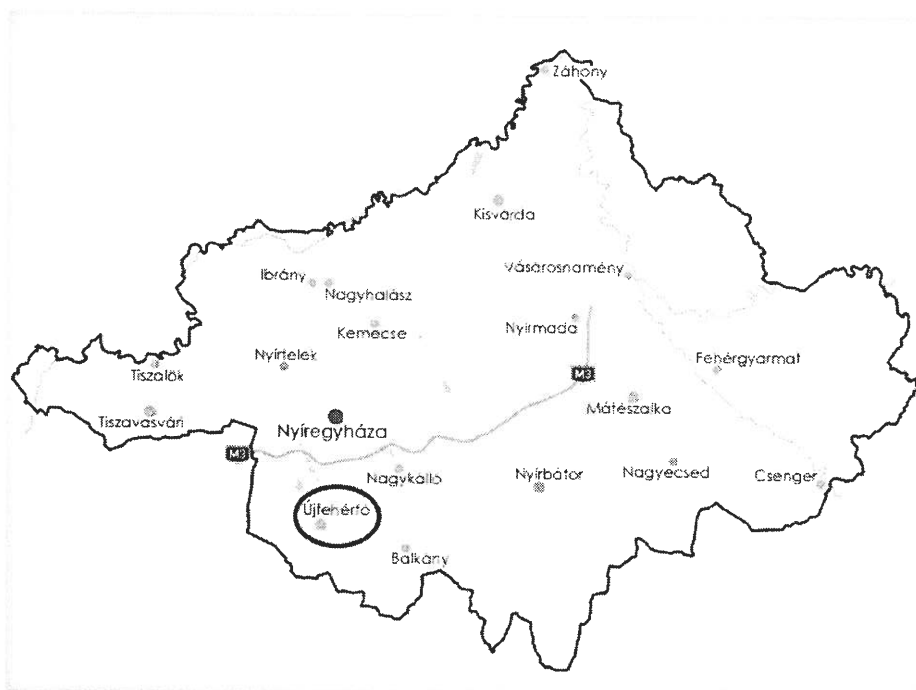 Záhony
Kisvárda
Ibrány
Vásárosnamény
Nagyhalász
Kemecse
Nyírmada
Nyírtelek
Fehérgyarmat
Tiszalök
M3
Mátészalka
Tiszavasvári
Nyíregyháza
M3
Nagykálló
Nyírbátor
Nagyecsed
Csenger
Újfehértó
Balkány